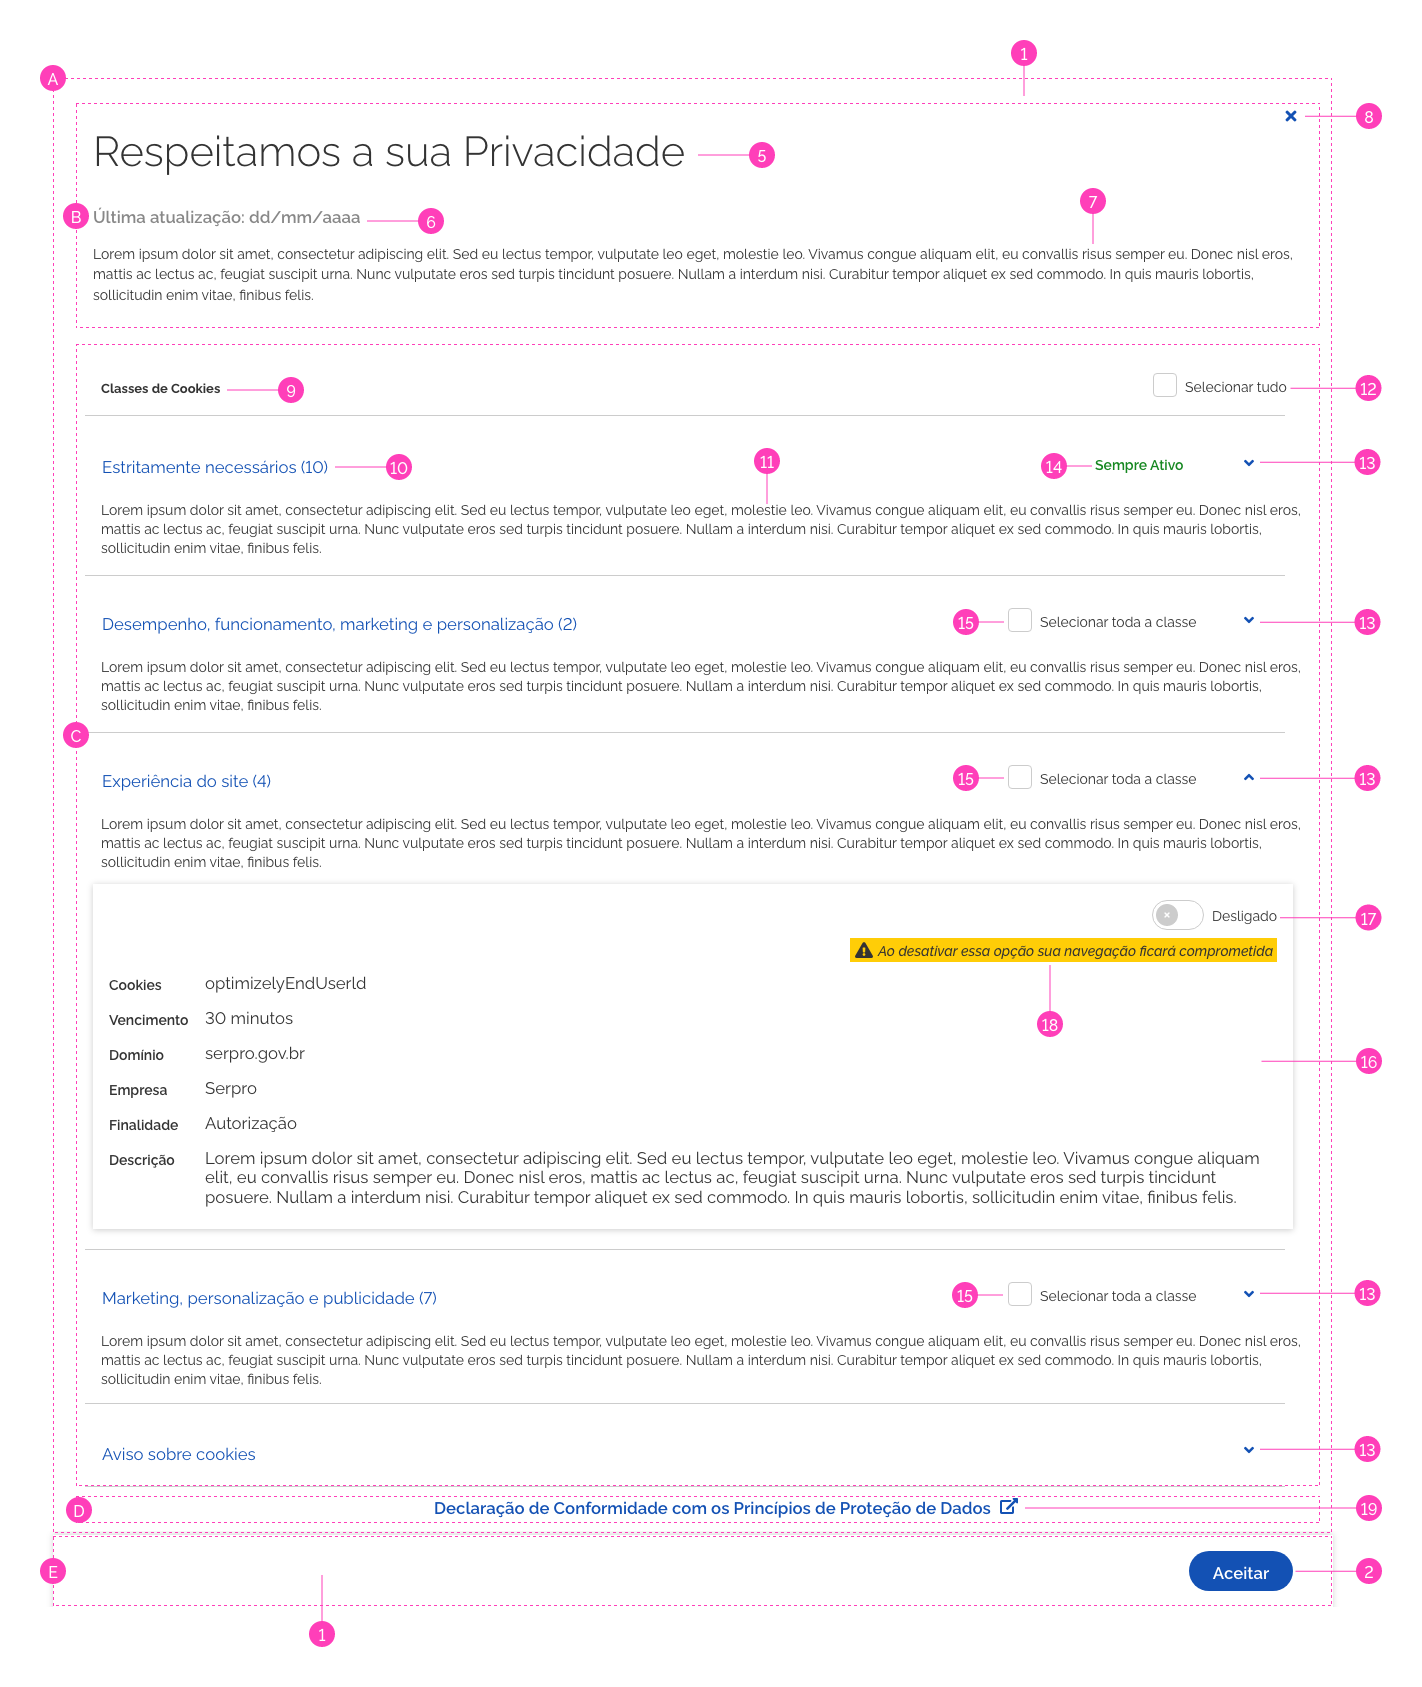 1
A
8
Respeitamos a sua Privacidade 5
7
B Última atualização: dd/mm/aaaa 6
Lorem ipsum dolor sit amet, consectetur adipiscing elit. Sed eu lectus tempor, vulputate leo eget, molestie leo. Vivamus congue aliquam elit, eu convallis risus semper eu. Donec nisl eros,
mattis ac lectus ac, feugiat suscipit urna. Nunc vulputate eros sed turpis tincidunt posuere. Nullam a interdum nisi. Curabitur tempor aliquet ex sed commodo. In quis mauris lobortis,
sollicitudin enim vitae, finibus felis.
Classes de Cookies 9 Selecionar tudo 12
Estritamente necessários (10) 10 11 14 Sempre Ativo 13
Lorem ipsum dolor sit amet, consectetur adipiscing elit. Sed eu lectus tempor, vulputate leo eget, molestie leo. Vivamus congue aliquam elit, eu convallis risus semper eu. Donec nisl eros,
mattis ac lectus ac, feugiat suscipit urna. Nunc vulputate eros sed turpis tincidunt posuere. Nullam a interdum nisi. Curabitur tempor aliquet ex sed commodo. In quis mauris lobortis,
sollicitudin enim vitae, finibus felis.
Desempenho, funcionamento, marketing e personalização (2) 15 Selecionar toda a classe 13
Lorem ipsum dolor sit amet, consectetur adipiscing elit. Sed eu lectus tempor, vulputate leo eget, molestie leo. Vivamus congue aliquam elit, eu convallis risus semper eu. Donec nisl eros,
mattis ac lectus ac, feugiat suscipit urna. Nunc vulputate eros sed turpis tincidunt posuere. Nullam a interdum nisi. Curabitur tempor aliquet ex sed commodo. In quis mauris lobortis,
sollicitudin enim vitae, finibus felis.
C
Experiência do site (4) 15 Selecionar toda a classe 13
Lorem ipsum dolor sit amet, consectetur adipiscing elit. Sed eu lectus tempor, vulputate leo eget, molestie leo. Vivamus congue aliquam elit, eu convallis risus semper eu. Donec nisl eros,
mattis ac lectus ac, feugiat suscipit urna. Nunc vulputate eros sed turpis tincidunt posuere. Nullam a interdum nisi. Curabitur tempor aliquet ex sed commodo. In quis mauris lobortis,
sollicitudin enim vitae, finibus felis.
Desligado 17
Ao desativar essa opção sua navegação ficará comprometida
Cookies optimizelyEndUserld
Vencimento 30 minutos 18
Domínio serpro.gov.br 16
Empresa Serpro
Finalidade Autorização
Descrição Lorem ipsum dolor sit amet, consectetur adipiscing elit. Sed eu lectus tempor, vulputate leo eget, molestie leo. Vivamus congue aliquam
elit, eu convallis risus semper eu. Donec nisl eros, mattis ac lectus ac, feugiat suscipit urna. Nunc vulputate eros sed turpis tincidunt
posuere. Nullam a interdum nisi. Curabitur tempor aliquet ex sed commodo. In quis mauris lobortis, sollicitudin enim vitae, finibus felis.
Marketing, personalização e publicidade (7) 15 Selecionar toda a classe 13
Lorem ipsum dolor sit amet, consectetur adipiscing elit. Sed eu lectus tempor, vulputate leo eget, molestie leo. Vivamus congue aliquam elit, eu convallis risus semper eu. Donec nisl eros,
mattis ac lectus ac, feugiat suscipit urna. Nunc vulputate eros sed turpis tincidunt posuere. Nullam a interdum nisi. Curabitur tempor aliquet ex sed commodo. In quis mauris lobortis,
sollicitudin enim vitae, finibus felis.
Aviso sobre cookies 13
D Declaração de Conformidade com os Princípios de Proteção de Dados 19
E Aceitar 2
1